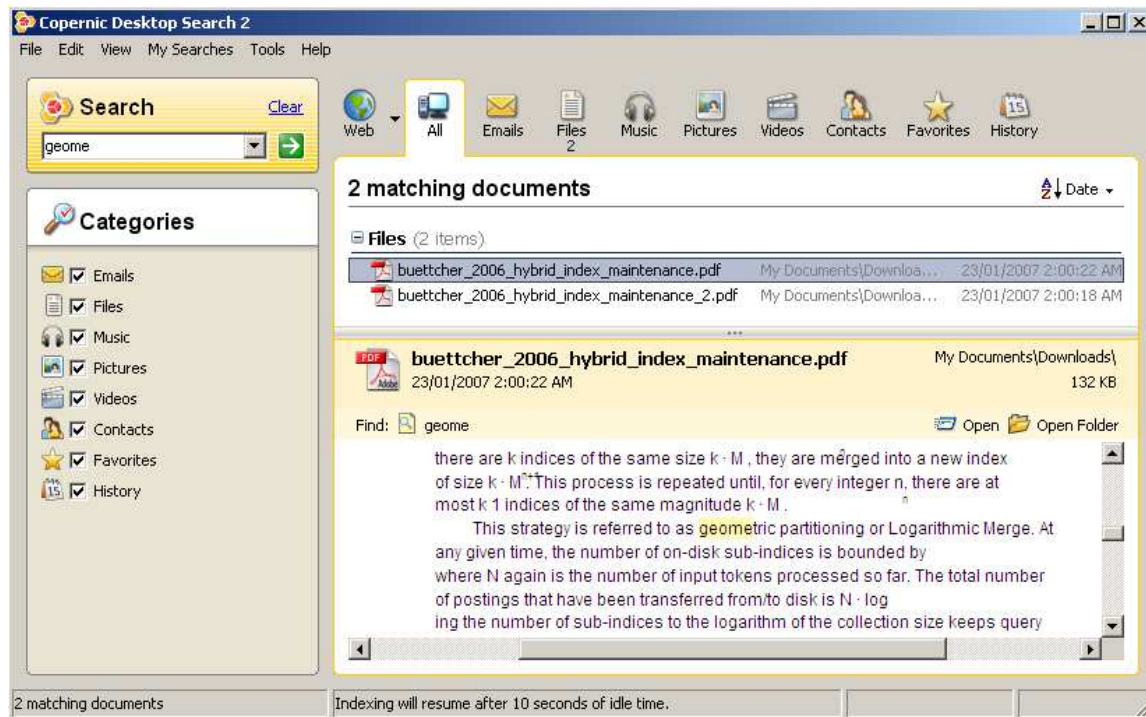 Copernic Desktop Search 2
File Edit View My Searches Tools Help
Search Clear
geome
Categories
Emails
Files
Music
Pictures
Videos
Contacts
Favorites
History
Web All Emails Files Music Pictures Videos Contacts Favorites History
2
2 matching documents Date
Files (2 items)
buettcher_2006_hybrid_index_maintenance.pdf My Documents\Downloa... 23/01/2007 2:00:22 AM
buettcher_2006_hybrid_index_maintenance_2.pdf My Documents\Downloa... 23/01/2007 2:00:18 AM
buettcher_2006_hybrid_index_maintenance.pdf My Documents\Downloads\
23/01/2007 2:00:22 AM 132 KB
Find: geome Open Open Folder
there are k indices of the same size k · M , they are merged into a new index
of size k · M . This process is repeated until, for every integer n, there are at
most k 1 indices of the same magnitude k · M .
This strategy is referred to as geometric partitioning or Logarithmic Merge. At
any given time, the number of on-disk sub-indices is bounded by
where N again is the number of input tokens processed so far. The total number
of postings that have been transferred from/to disk is N · log
ing the number of sub-indices to the logarithm of the collection size keeps query
2 matching documents Indexing will resume after 10 seconds of idle time.